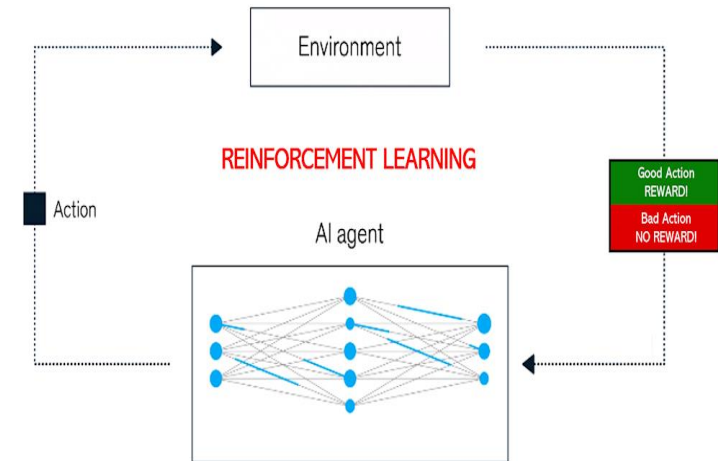 Environment
REINFORCEMENT LEARNING
Good Action
REWARD!
Bad Action
NO REWARD!
Action
AI agent